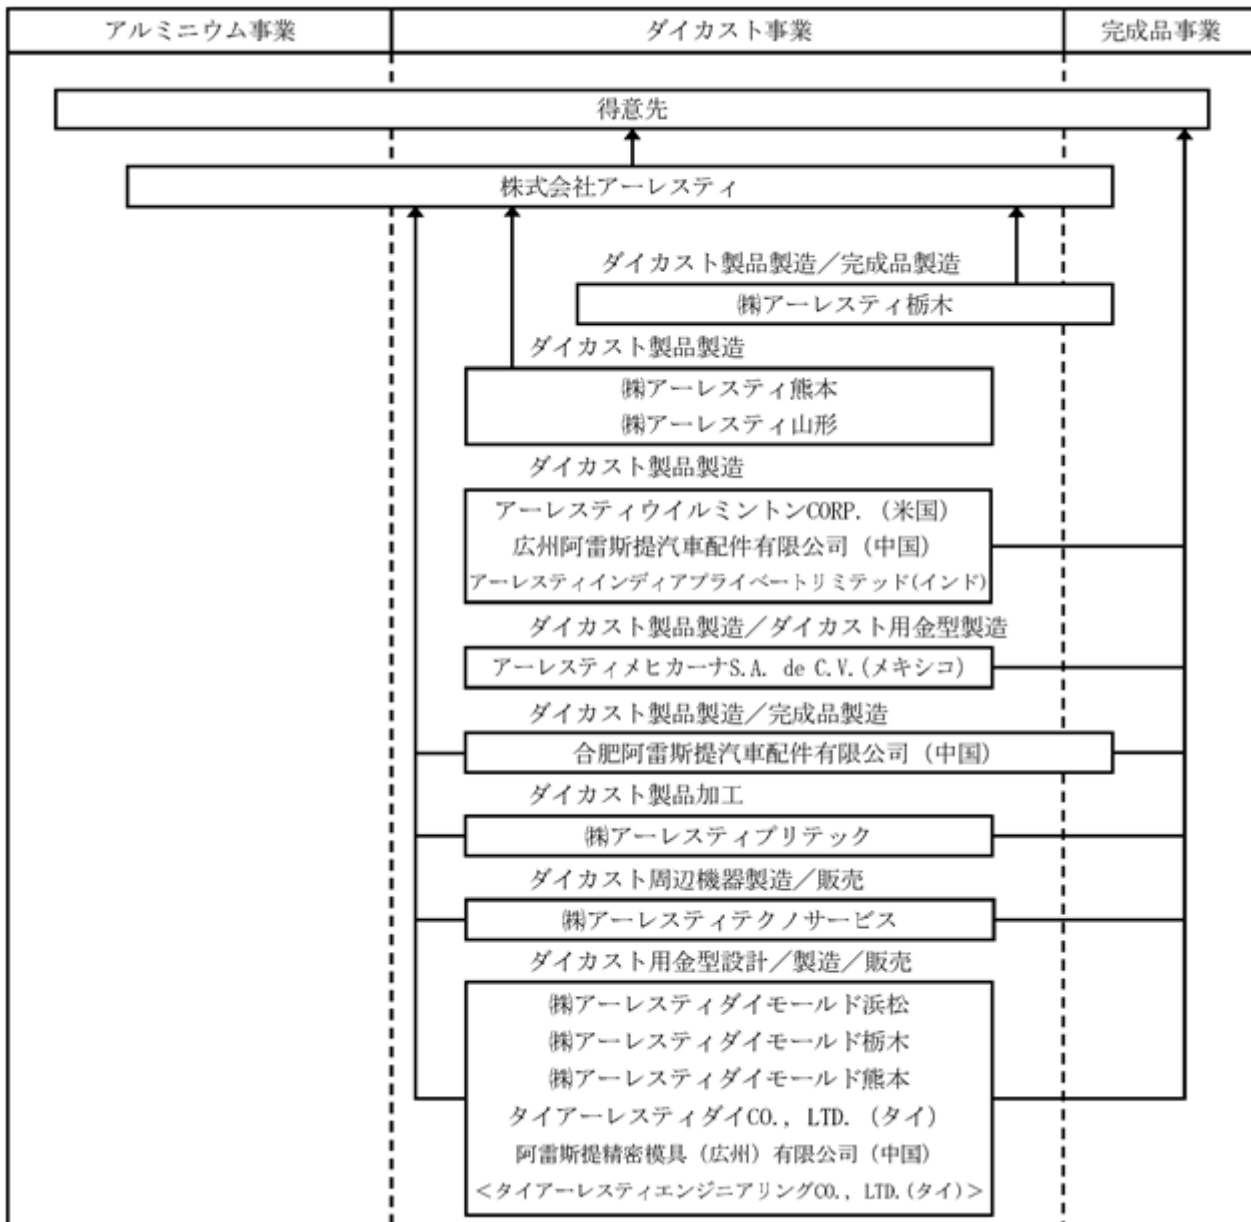 アルミニウム事業
ダイカスト事業
完成品事業
得意先
株式会社アーレスティ
ダイカスト製品製造／完成品製造
㈱アーレスティ栃木
ダイカスト製品製造
㈱アーレスティ熊本
㈱アーレスティ山形
ダイカスト製品製造
アーレスティウイルミントンCORP. (米国)
広州阿雷斯提汽車配件有限公司 (中国)
アーレスティインディアプライベートリミテッド(インド)
ダイカスト製品製造／ダイカスト用金型製造
アーレスティメヒカーナS.A. de C.V.(メキシコ)
ダイカスト製品製造／完成品製造
合肥阿雷斯提汽車配件有限公司 (中国)
ダイカスト製品加工
㈱アーレスティプリテック
ダイカスト周辺機器製造／販売
㈱アーレスティテクノサービス
ダイカスト用金型設計／製造／販売
㈱アーレスティダイモールド浜松
㈱アーレスティダイモールド栃木
㈱アーレスティダイモールド熊本
タイアーレスティダイCO., LTD. (タイ)
阿雷斯提精密模具 (広州) 有限公司 (中国)
＜タイアーレスティエンジニアリングCO., LTD.(タイ)＞